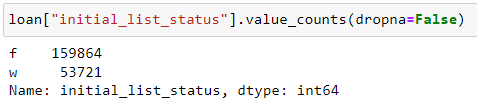 loan["initial_list_status"].value_counts(dropna=False)
f    159864
w     53721
Name: initial_list_status, dtype: int64